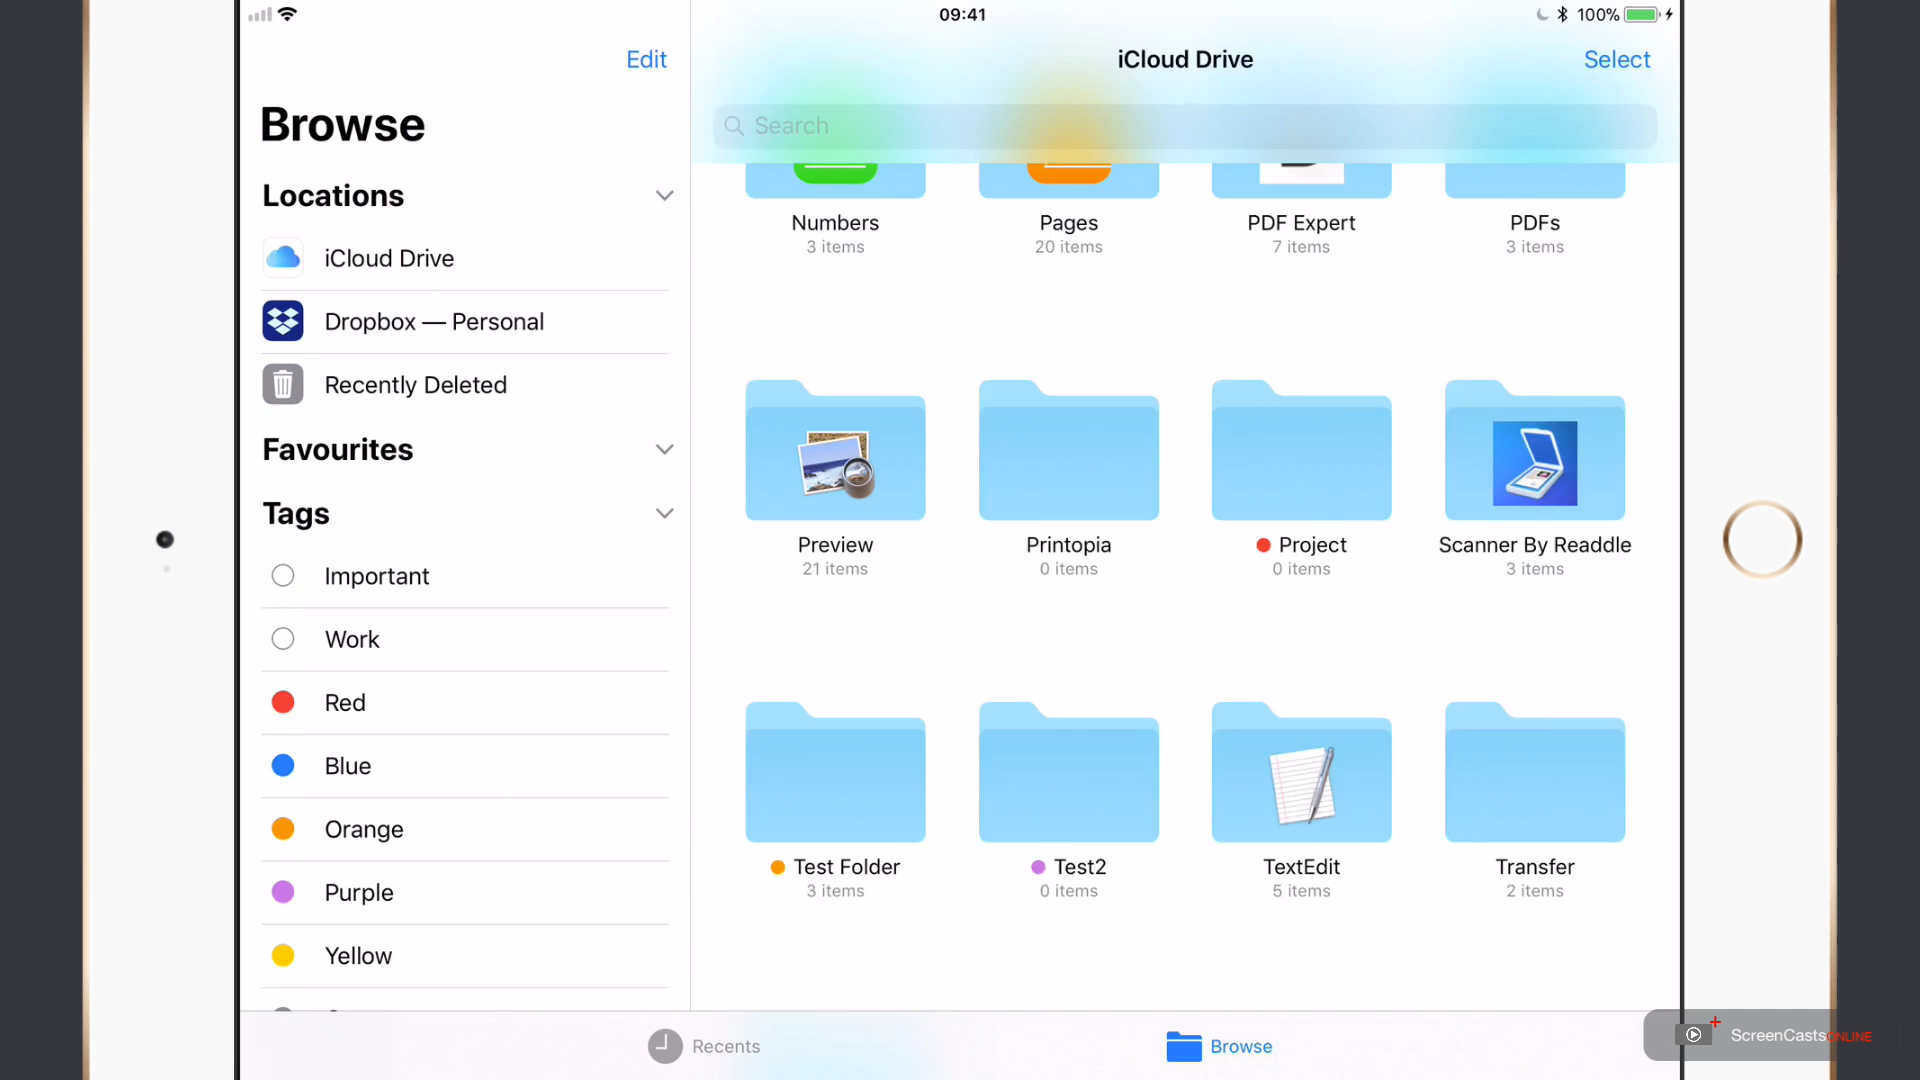 09:41
100%
Edit
iCloud Drive
Select
Browse
Search
Locations
iCloud Drive
Dropbox — Personal
Recently Deleted
Favourites
Tags
Important
Work
Red
Blue
Orange
Purple
Yellow
Numbers
3 items
Pages
20 items
PDF Expert
7 items
PDFs
3 items
Preview
21 items
Printopia
0 items
Project
0 items
Scanner By Readdle
3 items
Test Folder
3 items
Test2
0 items
TextEdit
5 items
Transfer
2 items
Recents
Browse
ScreenCastsONLINE